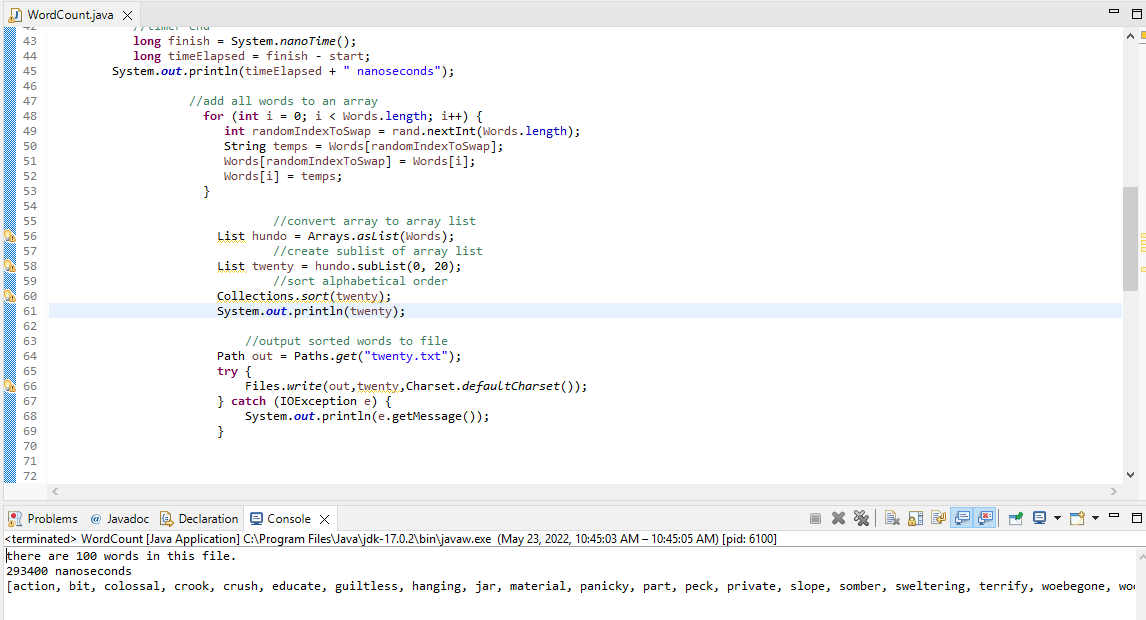 WordCount.java
42 //timer end
43 long finish = System.nanoTime();
44 long timeElapsed = finish - start;
45 System.out.println(timeElapsed + " nanoseconds");
46
47 //add all words to an array
48 for (int i = 0; i < Words.length; i++) {
49 int randomIndexToSwap = rand.nextInt(Words.length);
50 String temps = Words[randomIndexToSwap];
51 Words[randomIndexToSwap] = Words[i];
52 Words[i] = temps;
53 }
54
55 //convert array to array list
56 List hundo = Arrays.asList(Words);
57 //create sublist of array list
58 List twenty = hundo.subList(0, 20);
59 //sort alphabetical order
60 Collections.sort(twenty);
61 System.out.println(twenty);
62
63 //output sorted words to file
64 Path out = Paths.get("twenty.txt");
65 try {
66 Files.write(out,twenty,Charset.defaultCharset());
67 } catch (IOException e) {
68 System.out.println(e.getMessage());
69 }
70
71
72
Problems @ Javadoc Declaration Console
<terminated> WordCount [Java Application] C:\Program Files\Java\jdk-17.0.2\bin\javaw.exe (May 23, 2022, 10:45:03 AM – 10:45:05 AM) [pid: 6100]
there are 100 words in this file.
293400 nanoseconds
[action, bit, colossal, crook, crush, educate, guiltless, hanging, jar, material, panicky, part, peck, private, slope, somber, sweltering, terrify, woebegone,